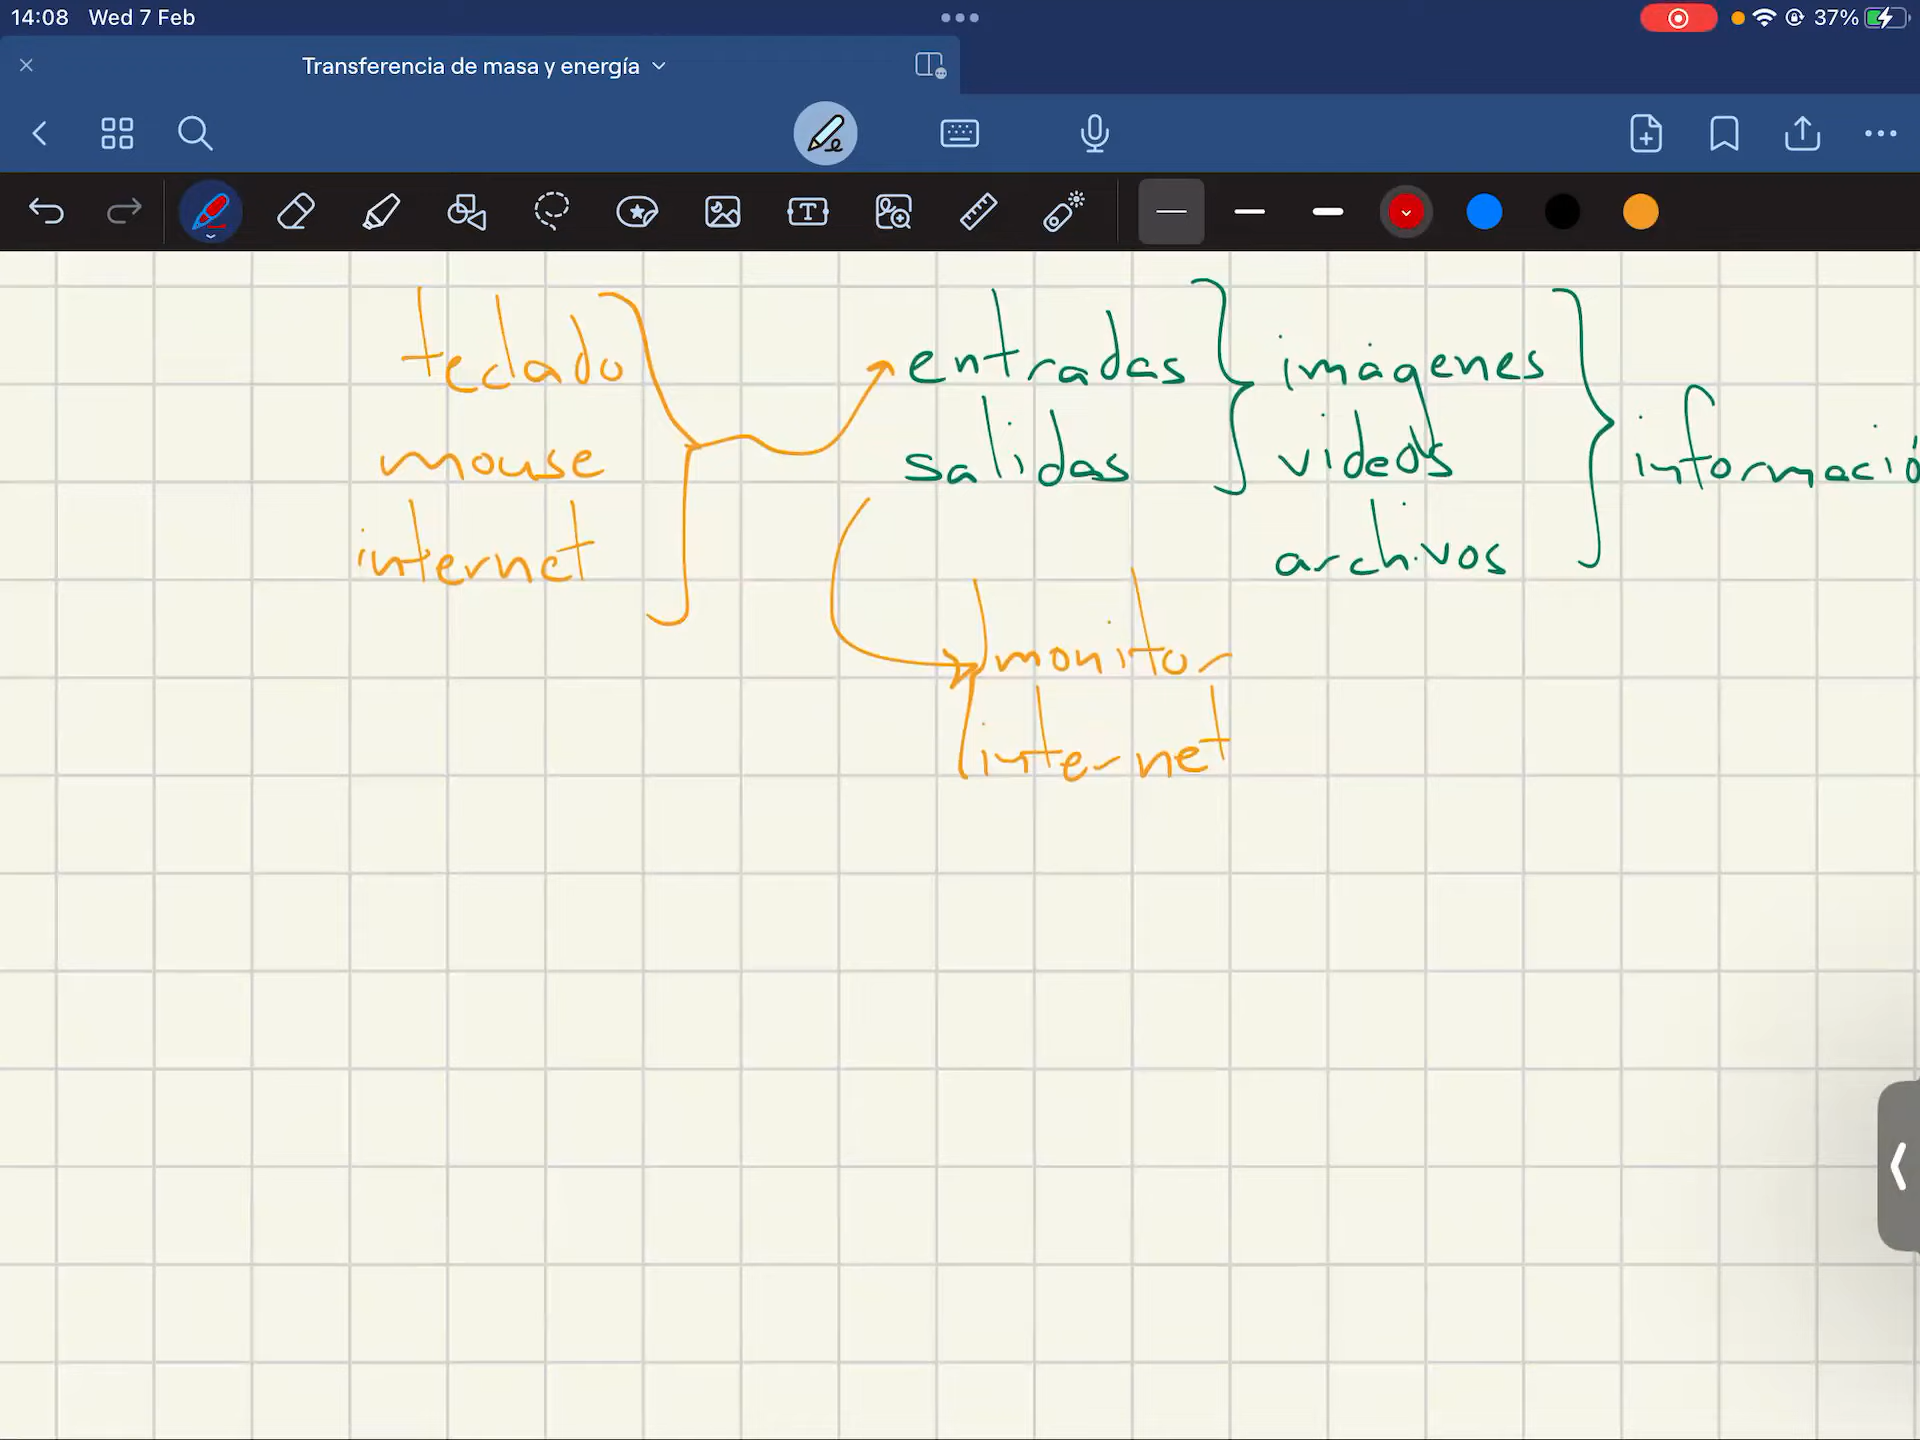 14:08 Wed 7 Feb
37%
Transferencia de masa y energía
teclado
mouse
internet
entradas
salidas
imágenes
videos
archivos
informació
monitor
internet